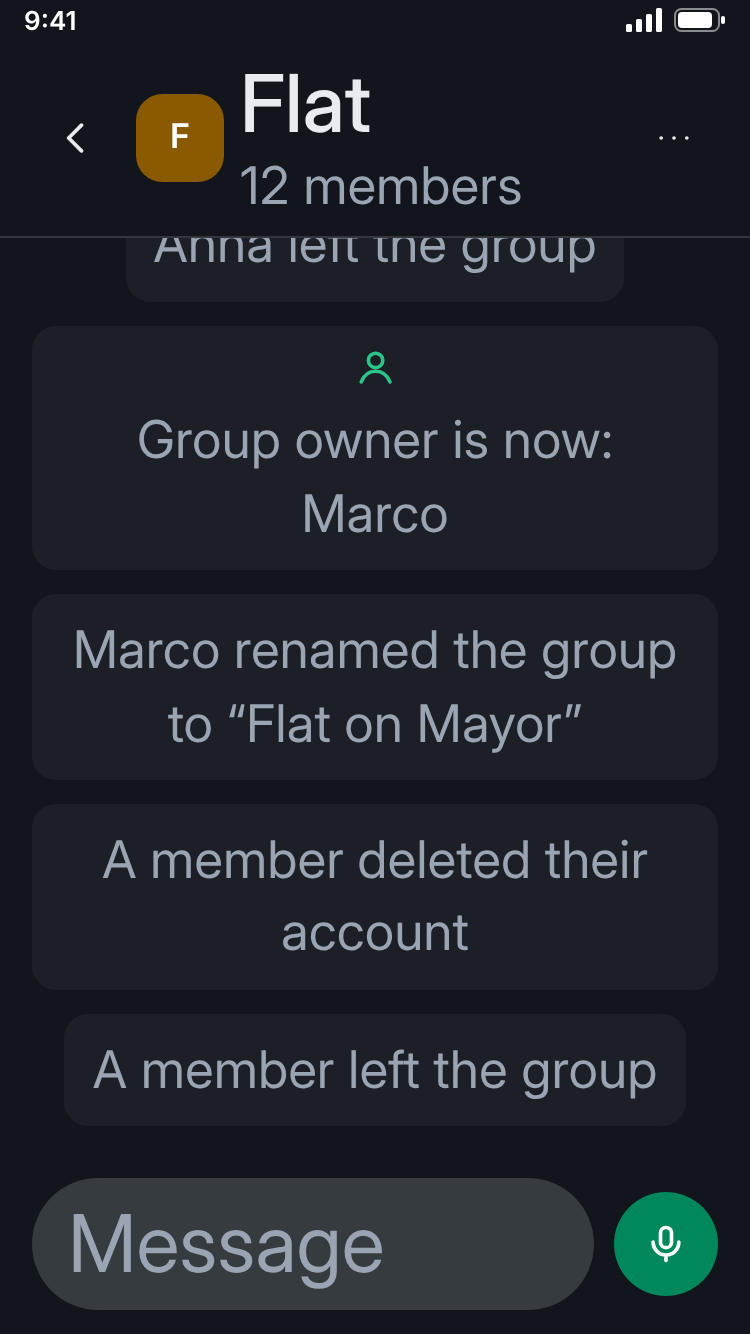 9:41
F
Flat
12 members
Anna left the group
Group owner is now:
Marco
Marco renamed the group
to “Flat on Mayor”
A member deleted their
account
A member left the group
Message